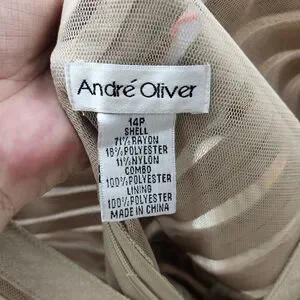 André Oliver
14P
SHELL
71%RAYON
18%POLYESTER
11%NYLON
COMBO
100%POLYESTER
LINING
100%POLYESTER
MADE IN CHINA